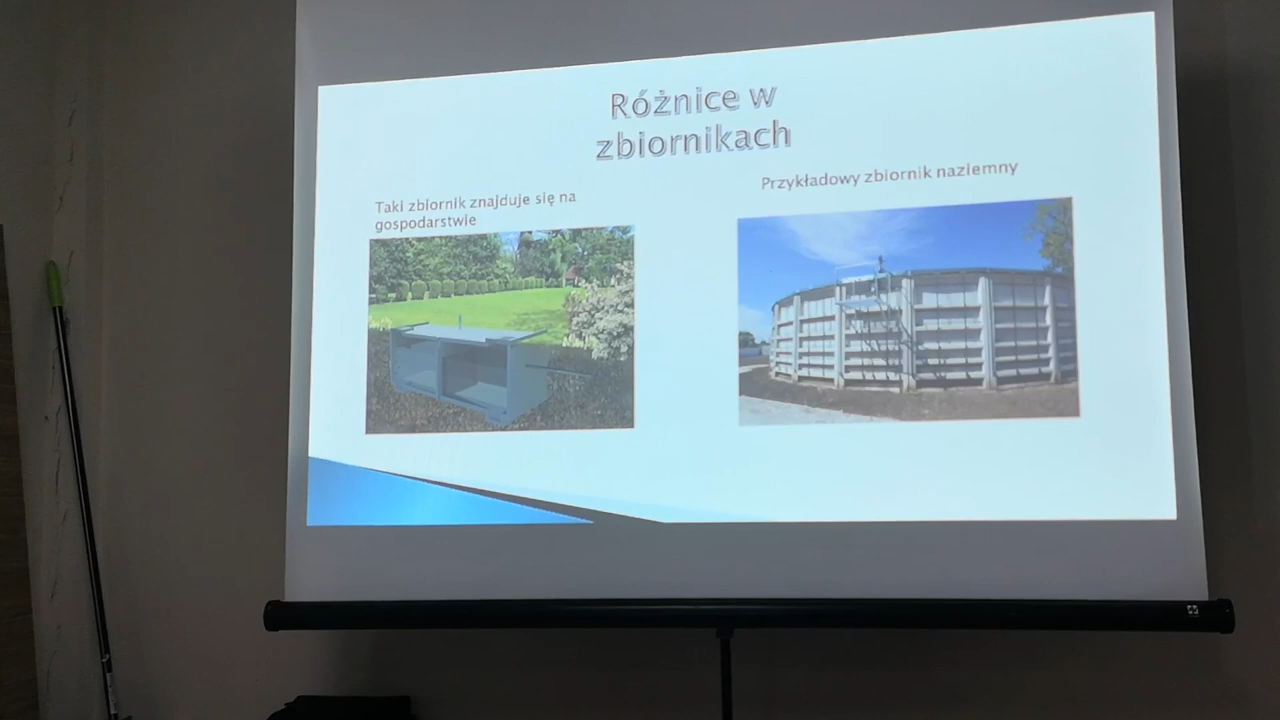 Różnice w
zbiornikach
Taki zbiornik znajduje się na
gospodarstwie
Przykładowy zbiornik naziemny